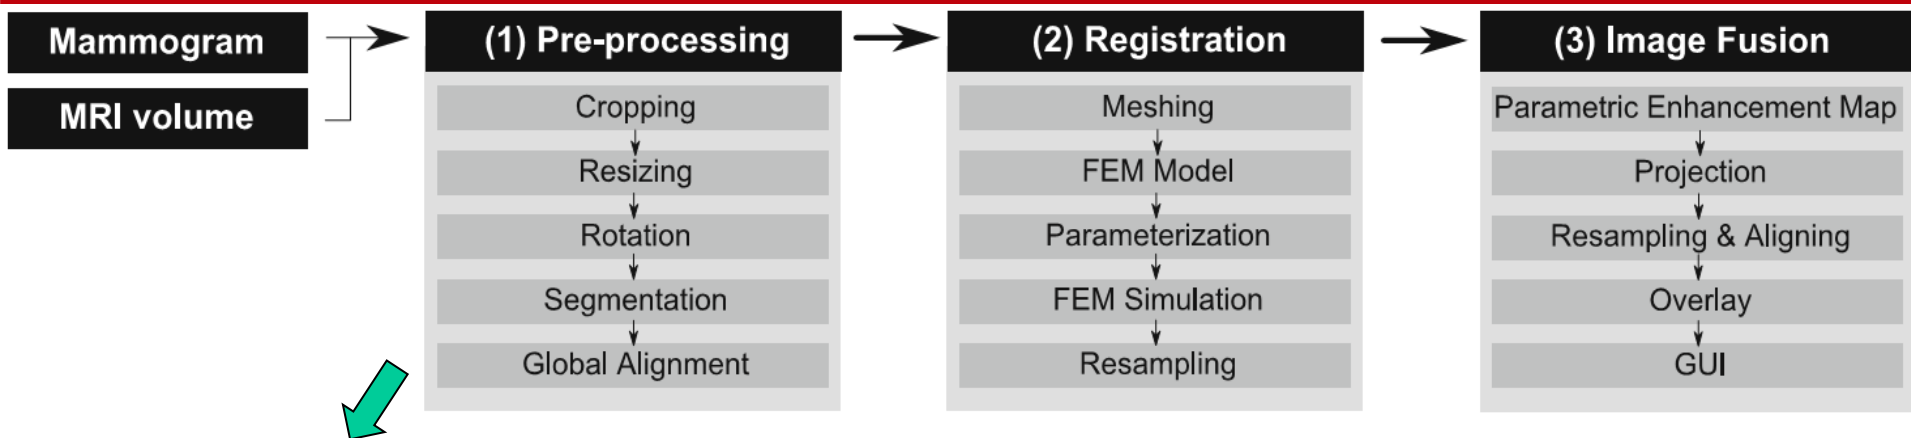 Mammogram
MRI volume
(1) Pre-processing
Cropping
Resizing
Rotation
Segmentation
Global Alignment
(2) Registration
Meshing
FEM Model
Parameterization
FEM Simulation
Resampling
(3) Image Fusion
Parametric Enhancement Map
Projection
Resampling & Aligning
Overlay
GUI